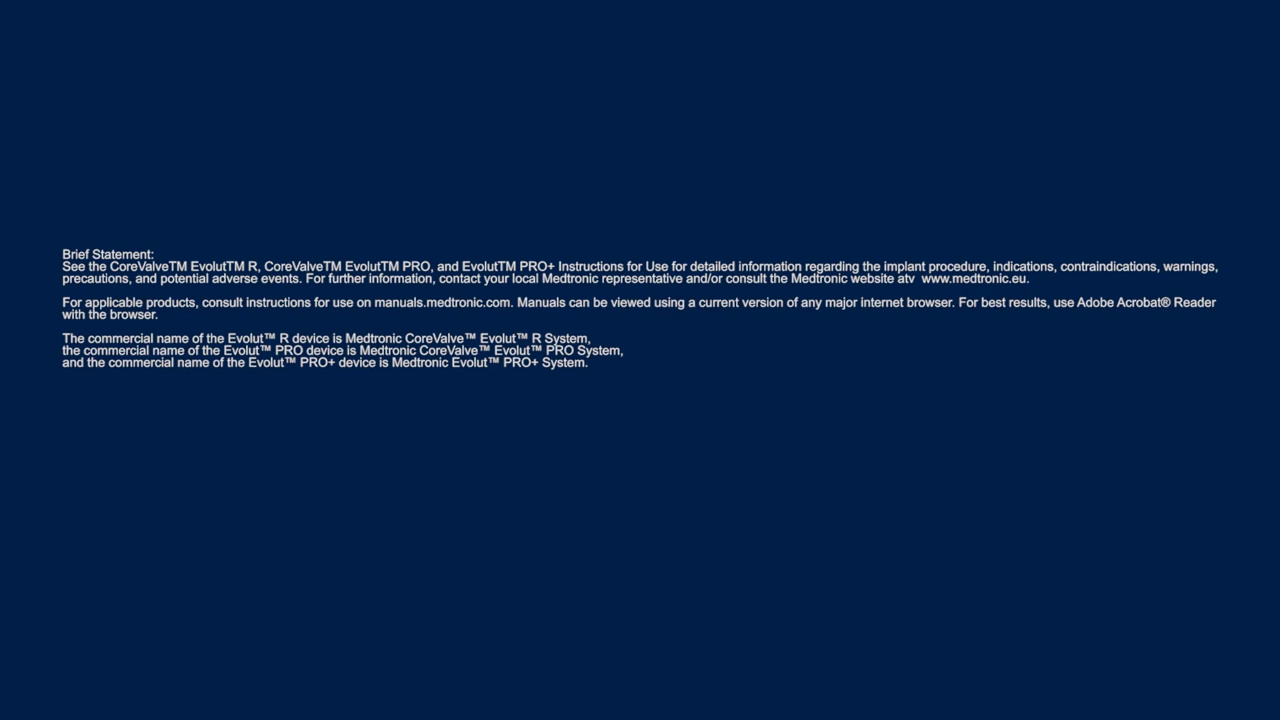 Brief Statement:
See the CoreValveTM EvolutTM R, CoreValveTM EvolutTM PRO, and EvolutTM PRO+ Instructions for Use for detailed information regarding the implant procedure, indications, contraindications, warnings,
precautions, and potential adverse events. For further information, contact your local Medtronic representative and/or consult the Medtronic website atv  www.medtronic.eu.
For applicable products, consult instructions for use on manuals.medtronic.com. Manuals can be viewed using a current version of any major internet browser. For best results, use Adobe Acrobat® Reader
with the browser.
The commercial name of the Evolut™ R device is Medtronic CoreValve™ Evolut™ R System,
the commercial name of the Evolut™ PRO device is Medtronic CoreValve™ Evolut™ PRO System,
and the commercial name of the Evolut™ PRO+ device is Medtronic Evolut™ PRO+ System.